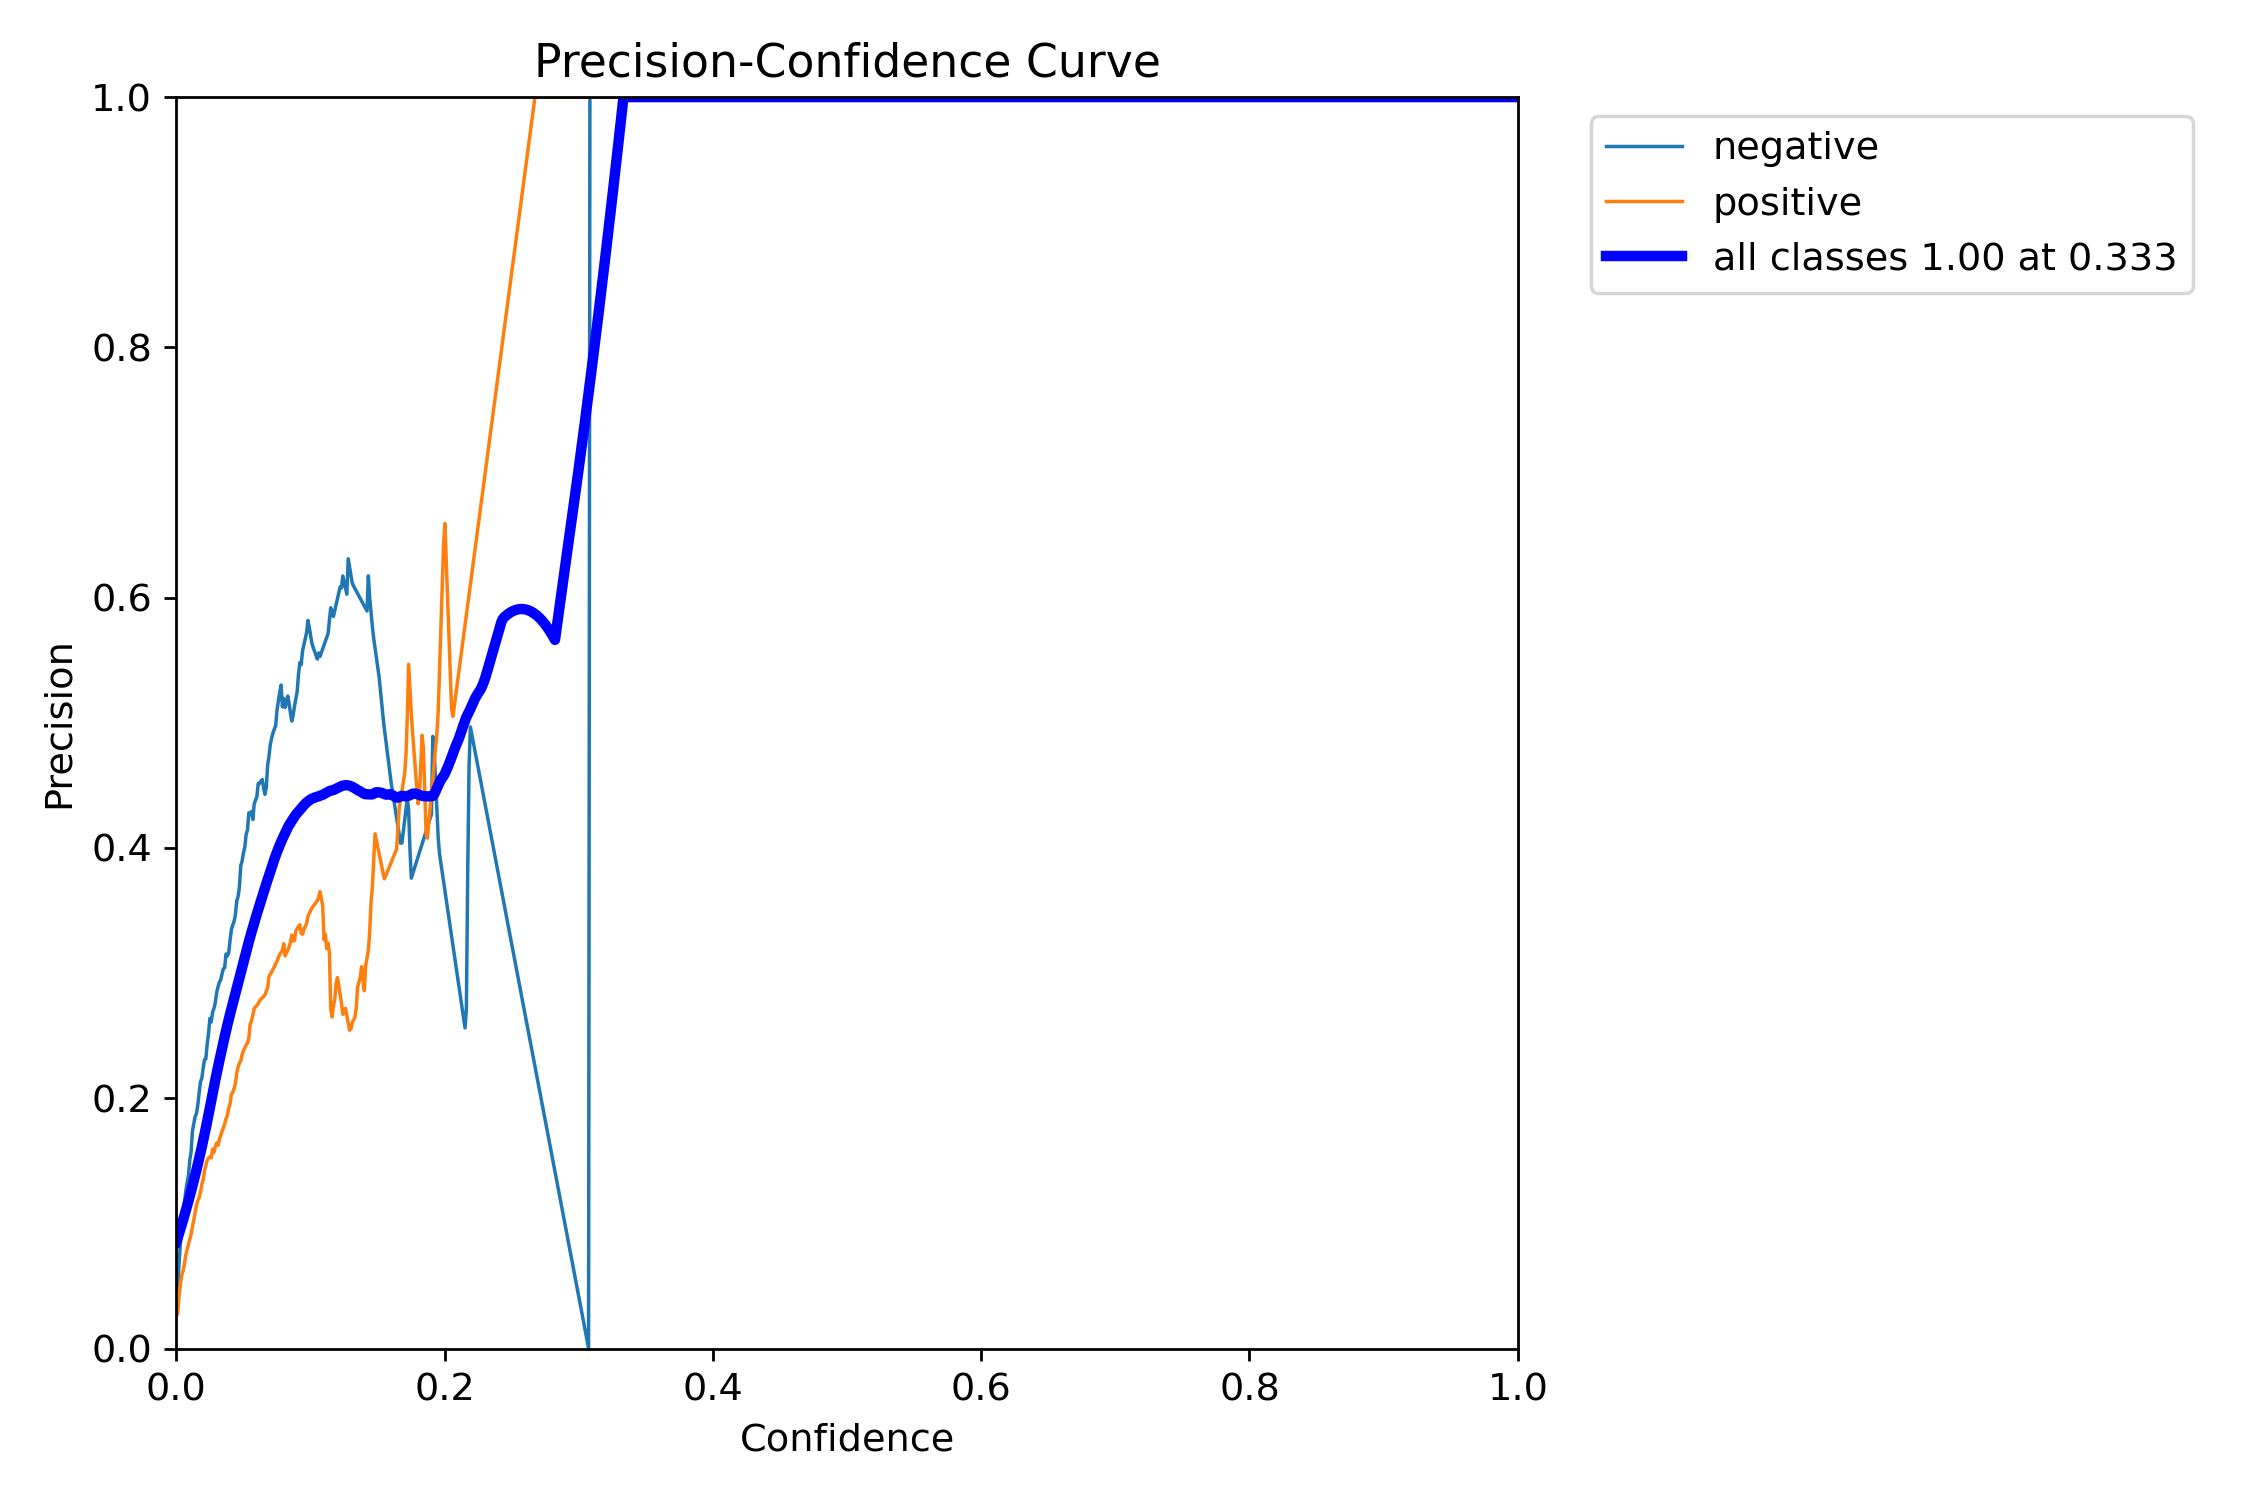 Precision-Confidence Curve
1.0
0.8
0.6
0.4
0.2
0.0
Precision
0.0 0.2 0.4 0.6 0.8 1.0
Confidence
negative
positive
all classes 1.00 at 0.333